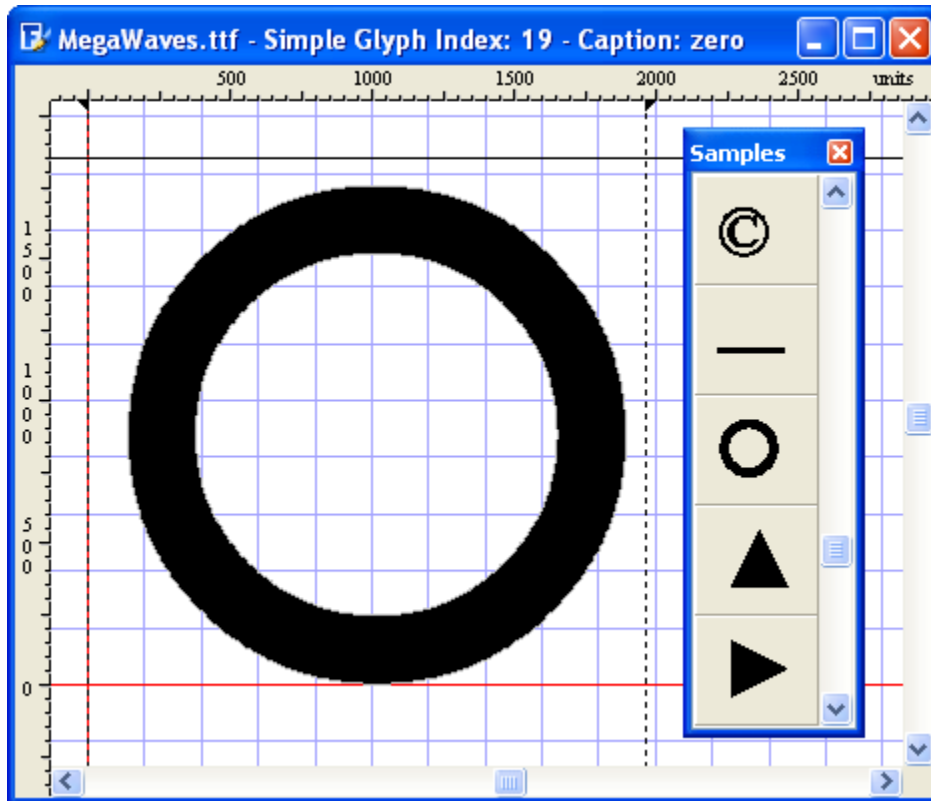 MegaWaves.ttf - Simple Glyph Index: 19 - Caption: zero
500 1000 1500 2000 2500 units
Samples
1500
©
1000
500
0